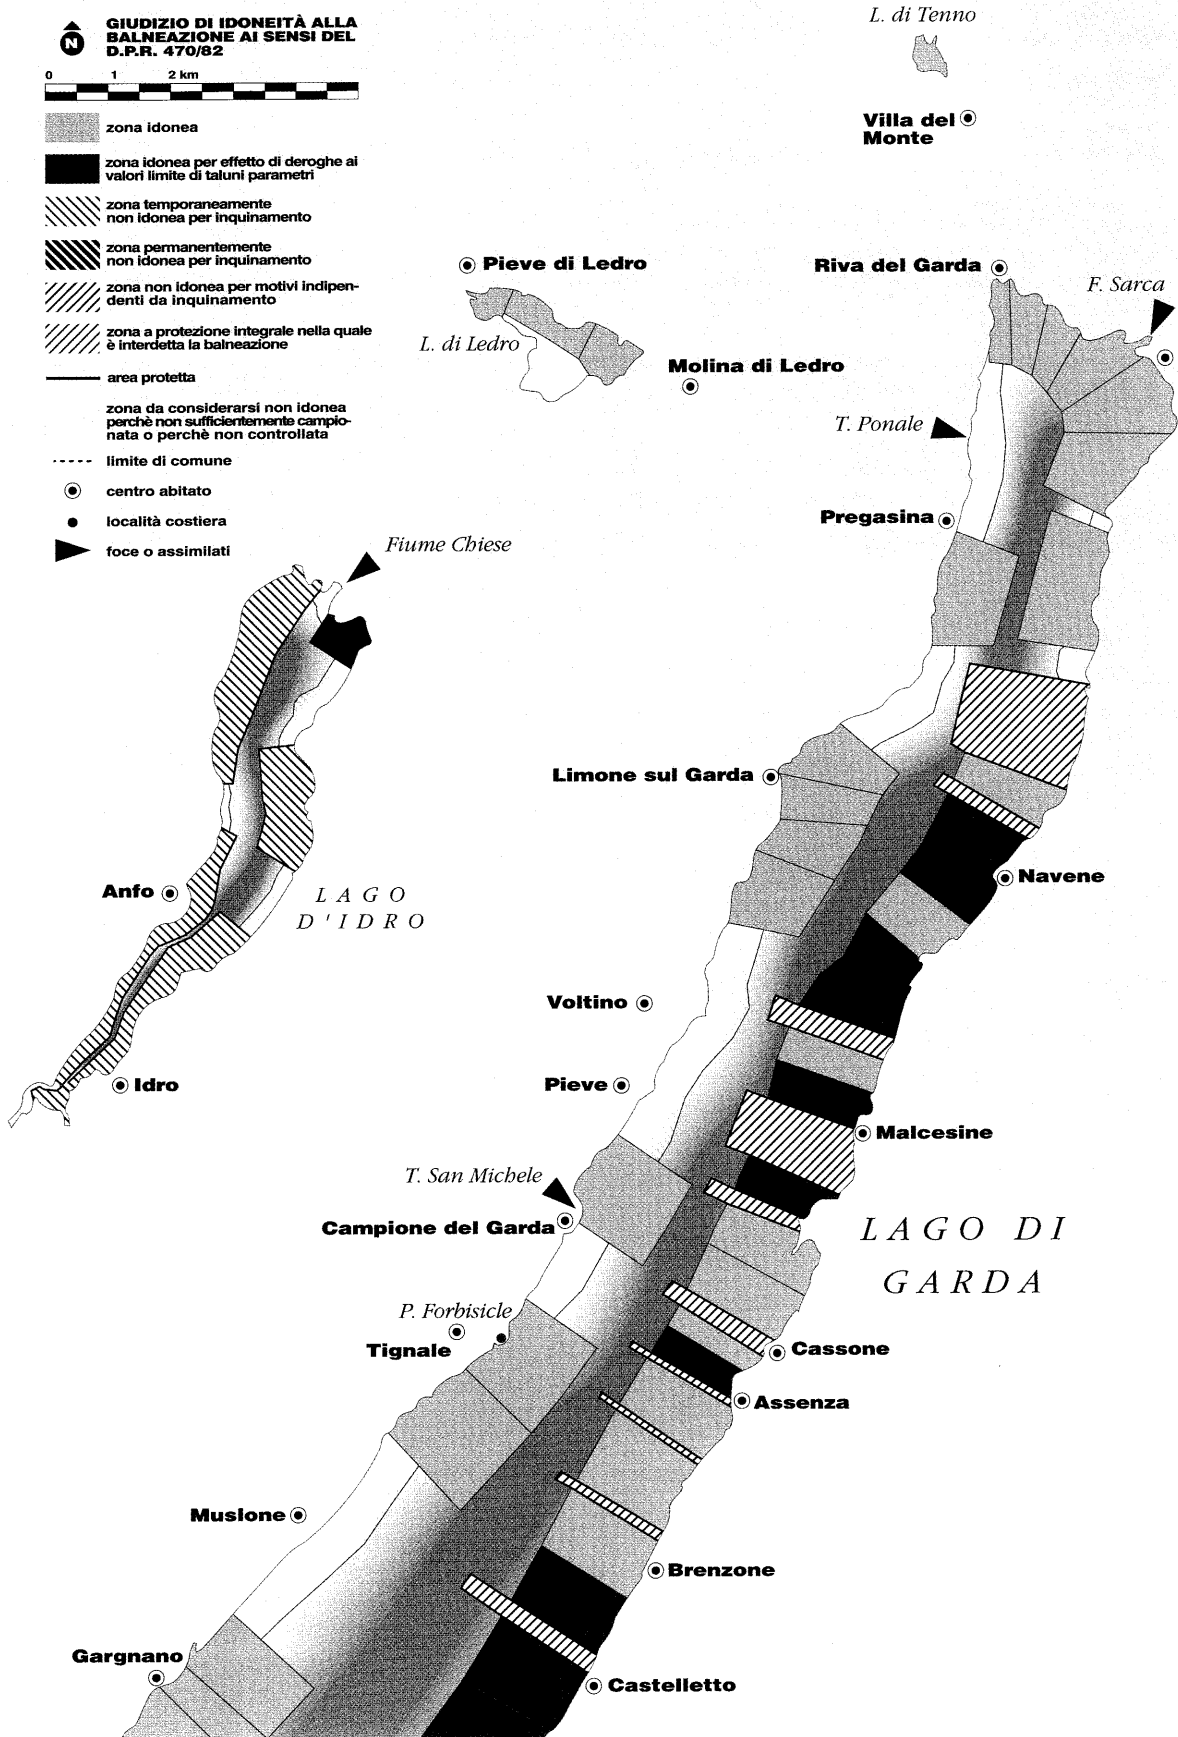 N
GIUDIZIO DI IDONEITÀ ALLA
BALNEAZIONE AI SENSI DEL
D.P.R. 470/82
0 1 2 km
zona idonea
zona idonea per effetto di deroghe ai
valori limite di taluni parametri
zona temporaneamente
non idonea per inquinamento
zona permanentemente
non idonea per inquinamento
zona non idonea per motivi indipen-
denti da inquinamento
zona a protezione integrale nella quale
è interdetta la balneazione
area protetta
zona da considerarsi non idonea
perchè non sufficientemente campio-
nata o perchè non controllata
limite di comune
centro abitato
località costiera
foce o assimilati
L. di Tenno
Villa del
Monte
Pieve di Ledro
Riva del Garda
F. Sarca
L. di Ledro
Molina di Ledro
T. Ponale
Pregasina
Fiume Chiese
Limone sul Garda
Navene
Anfo
LAGO
D'IDRO
Voltino
Idro
Pieve
Malcesine
T. San Michele
Campione del Garda
LAGO DI
GARDA
P. Forbisicle
Tignale
Cassone
Assenza
Muslone
Brenzone
Gargnano
Castelletto